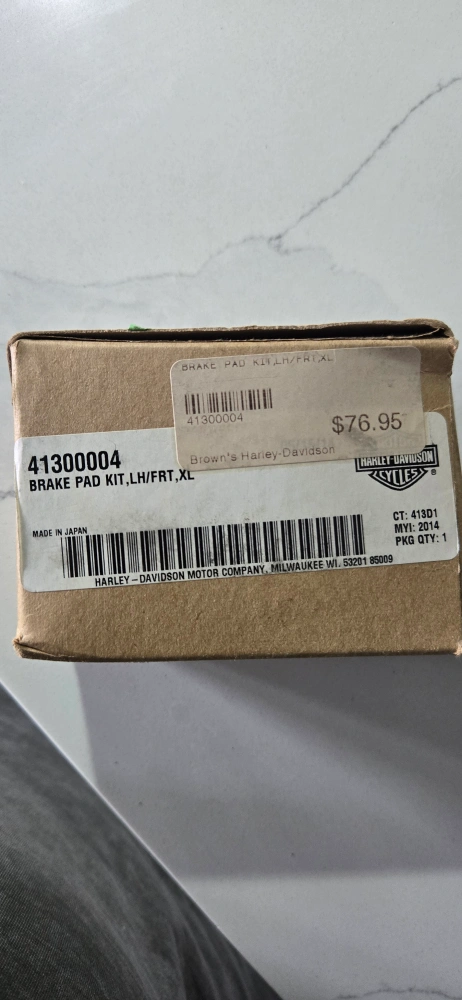 BRAKE PAD KIT,LH/FRT,XL
41300004
$76.95
Brown's Harley-Davidson
41300004
BRAKE PAD KIT,LH/FRT,XL
HARLEY-DAVIDSON
CYCLES
®
MADE IN JAPAN
CT: 413D1
MYI: 2014
PKG QTY: 1
HARLEY – DAVIDSON MOTOR COMPANY, MILWAUKEE WI. 53201 85009